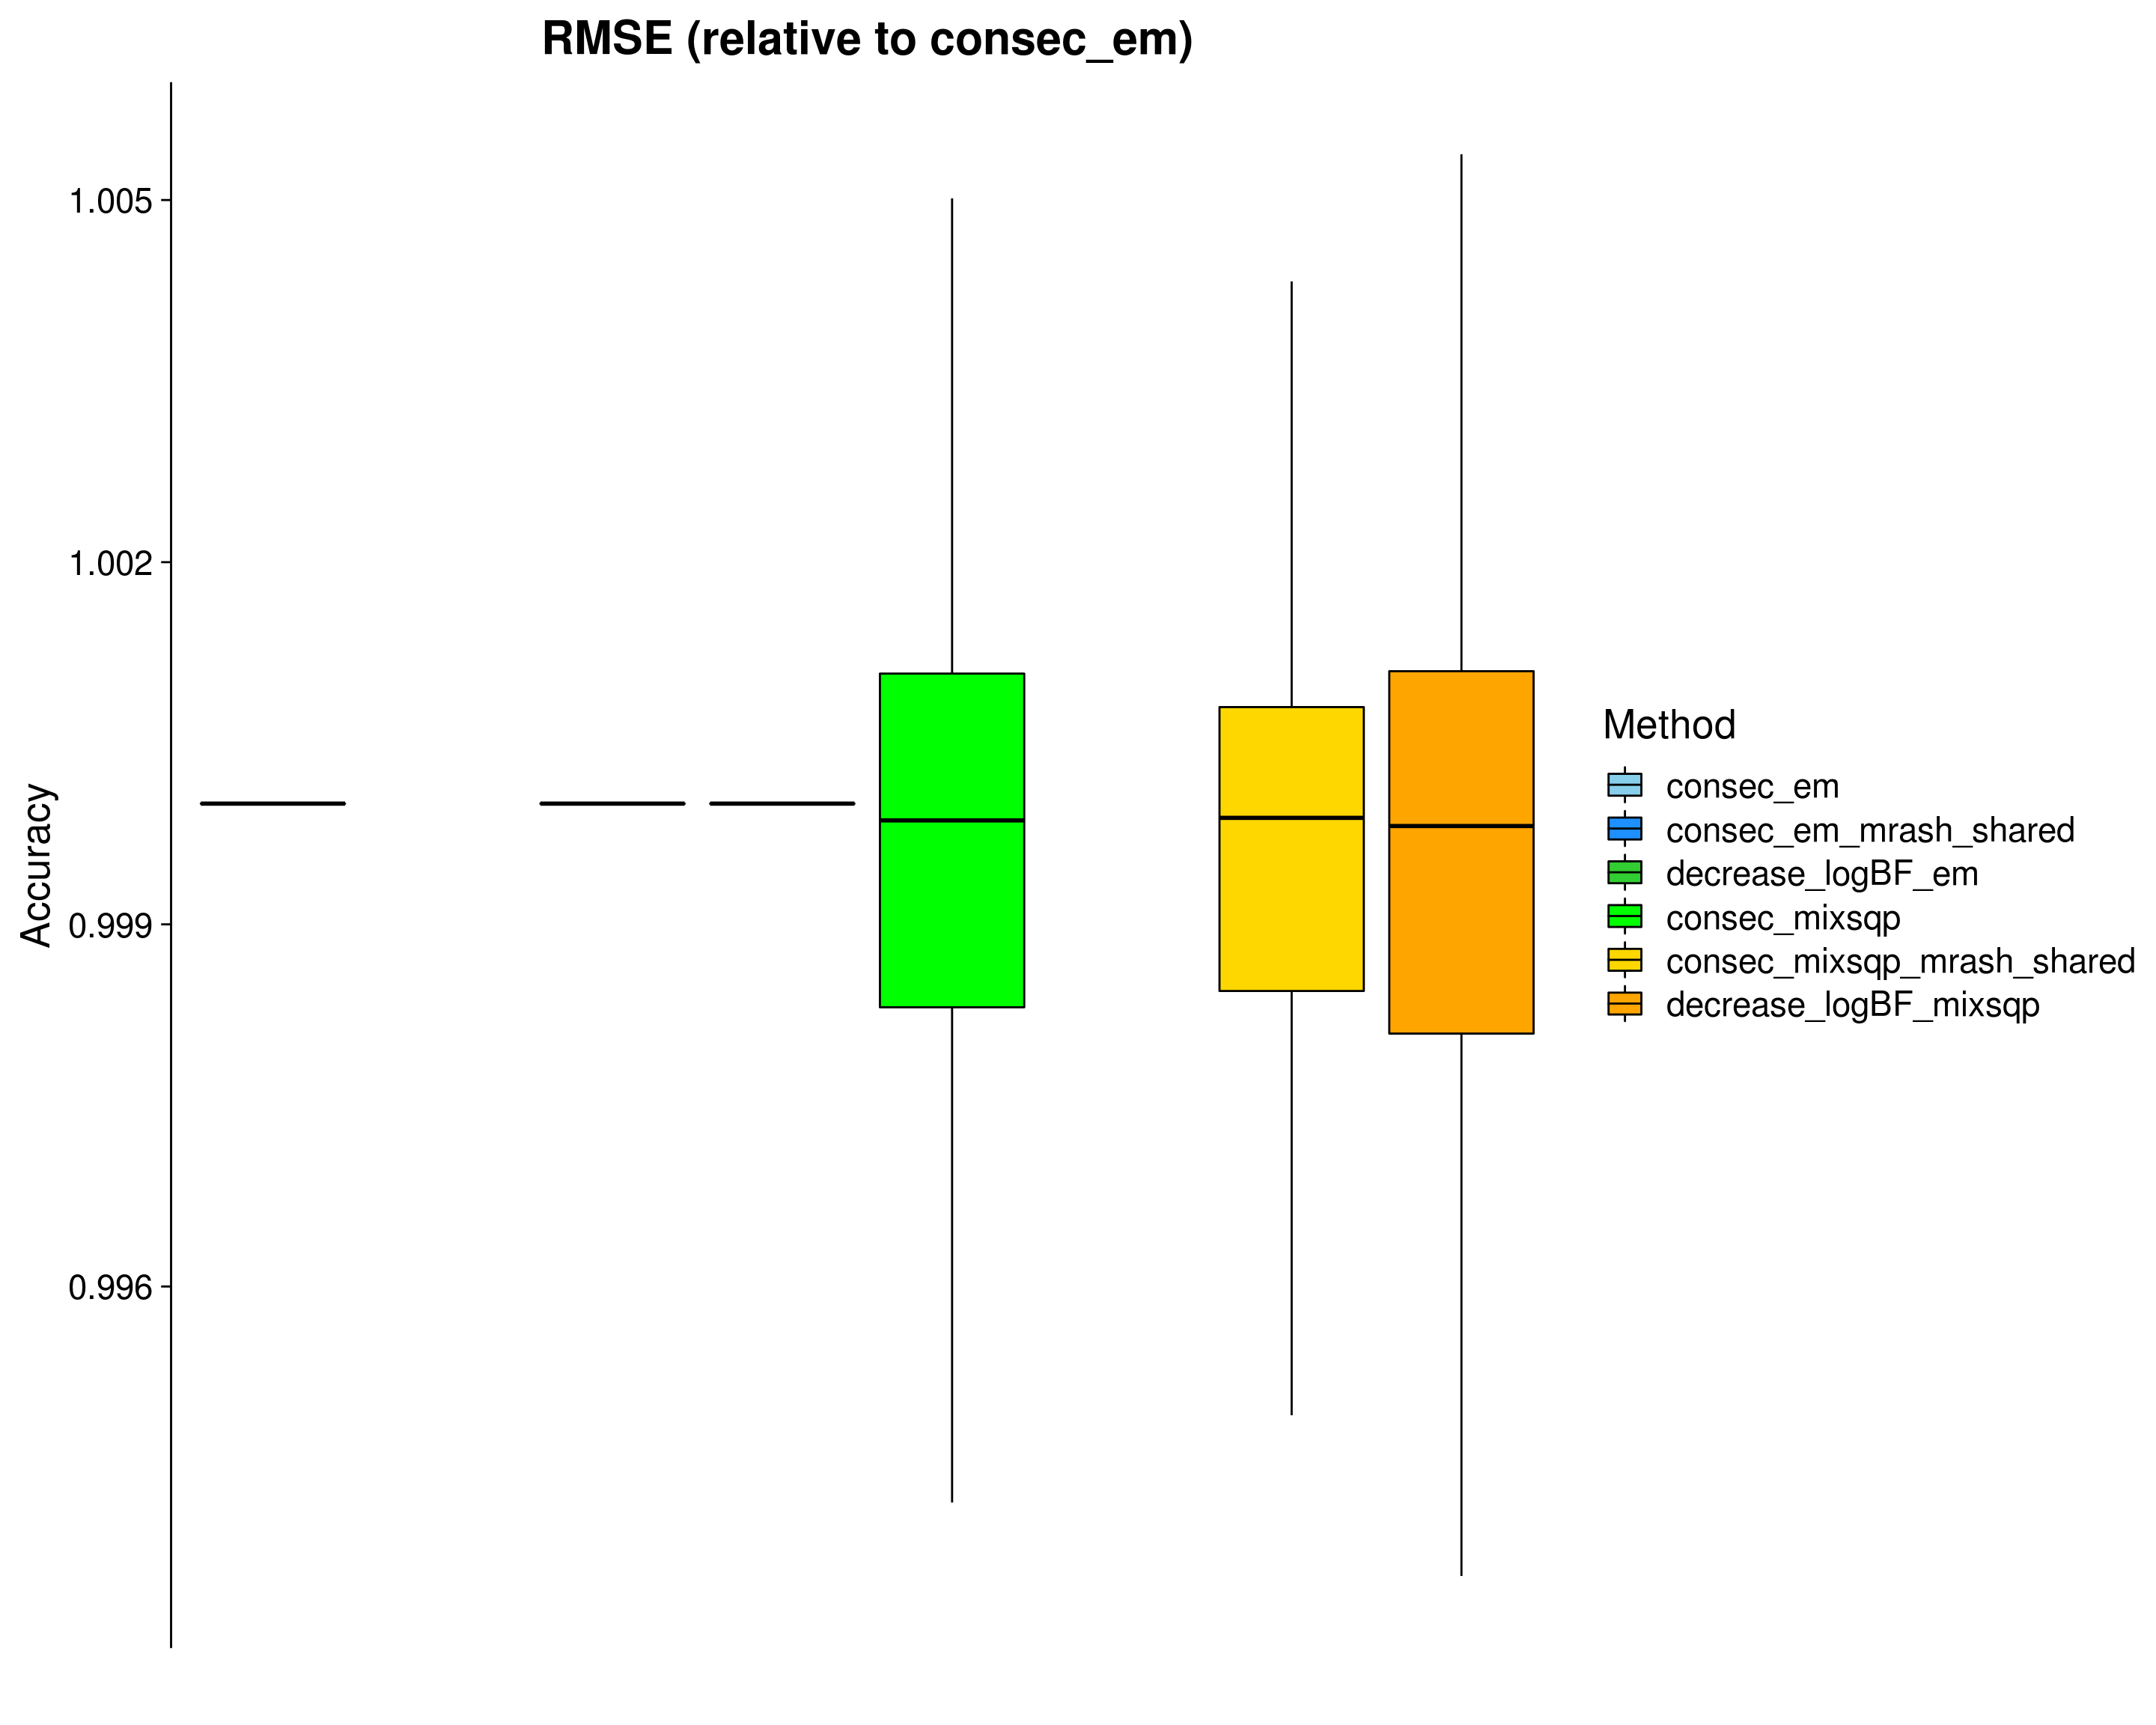 RMSE (relative to consec_em)
Accuracy
1.005
1.002
0.999
0.996
Method
consec_em
consec_em_mrash_shared
decrease_logBF_em
consec_mixsqp
consec_mixsqp_mrash_shared
decrease_logBF_mixsqp